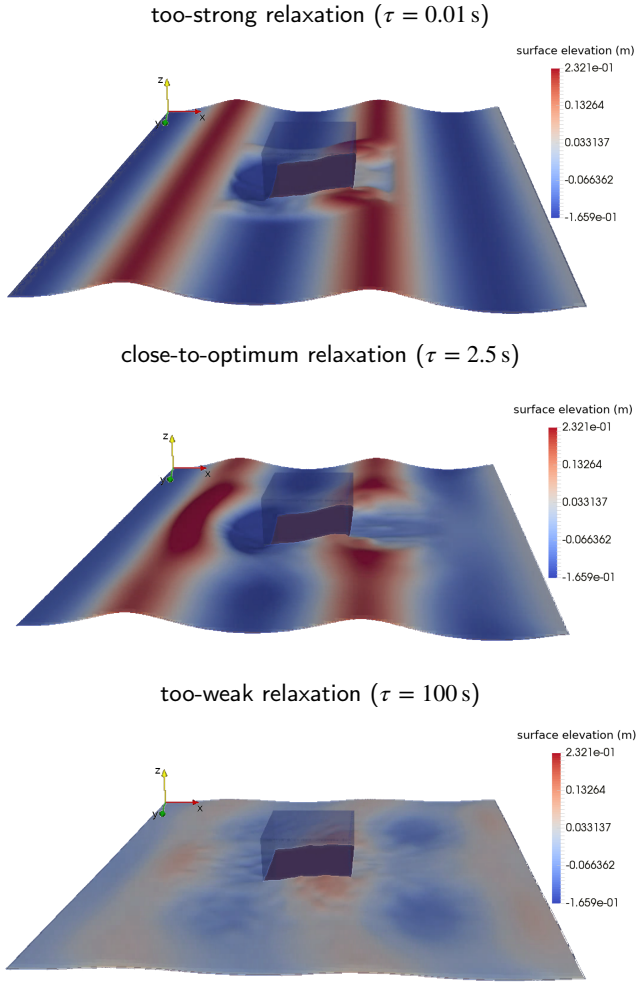 too-strong relaxation (τ = 0.01 s)
surface elevation (m)
2.321e-01
0.13264
0.033137
-0.066362
-1.659e-01
z
x
Y
close-to-optimum relaxation (τ = 2.5 s)
surface elevation (m)
2.321e-01
0.13264
0.033137
-0.066362
-1.659e-01
z
x
Y
too-weak relaxation (τ = 100 s)
surface elevation (m)
2.321e-01
0.13264
0.033137
-0.066362
-1.659e-01
z
x
Y